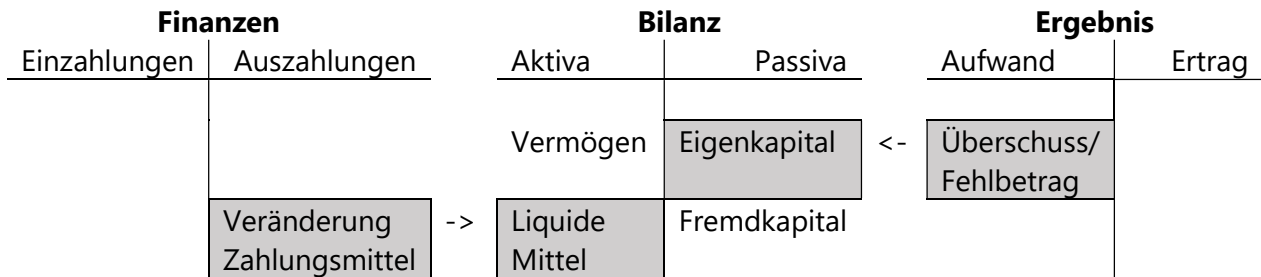 Finanzen Bilanz Ergebnis
Einzahlungen Auszahlungen Aktiva Passiva Aufwand Ertrag
Vermögen Eigenkapital <- Überschuss/
Fehlbetrag
Veränderung -> Liquide Fremdkapital
Zahlungsmittel Mittel